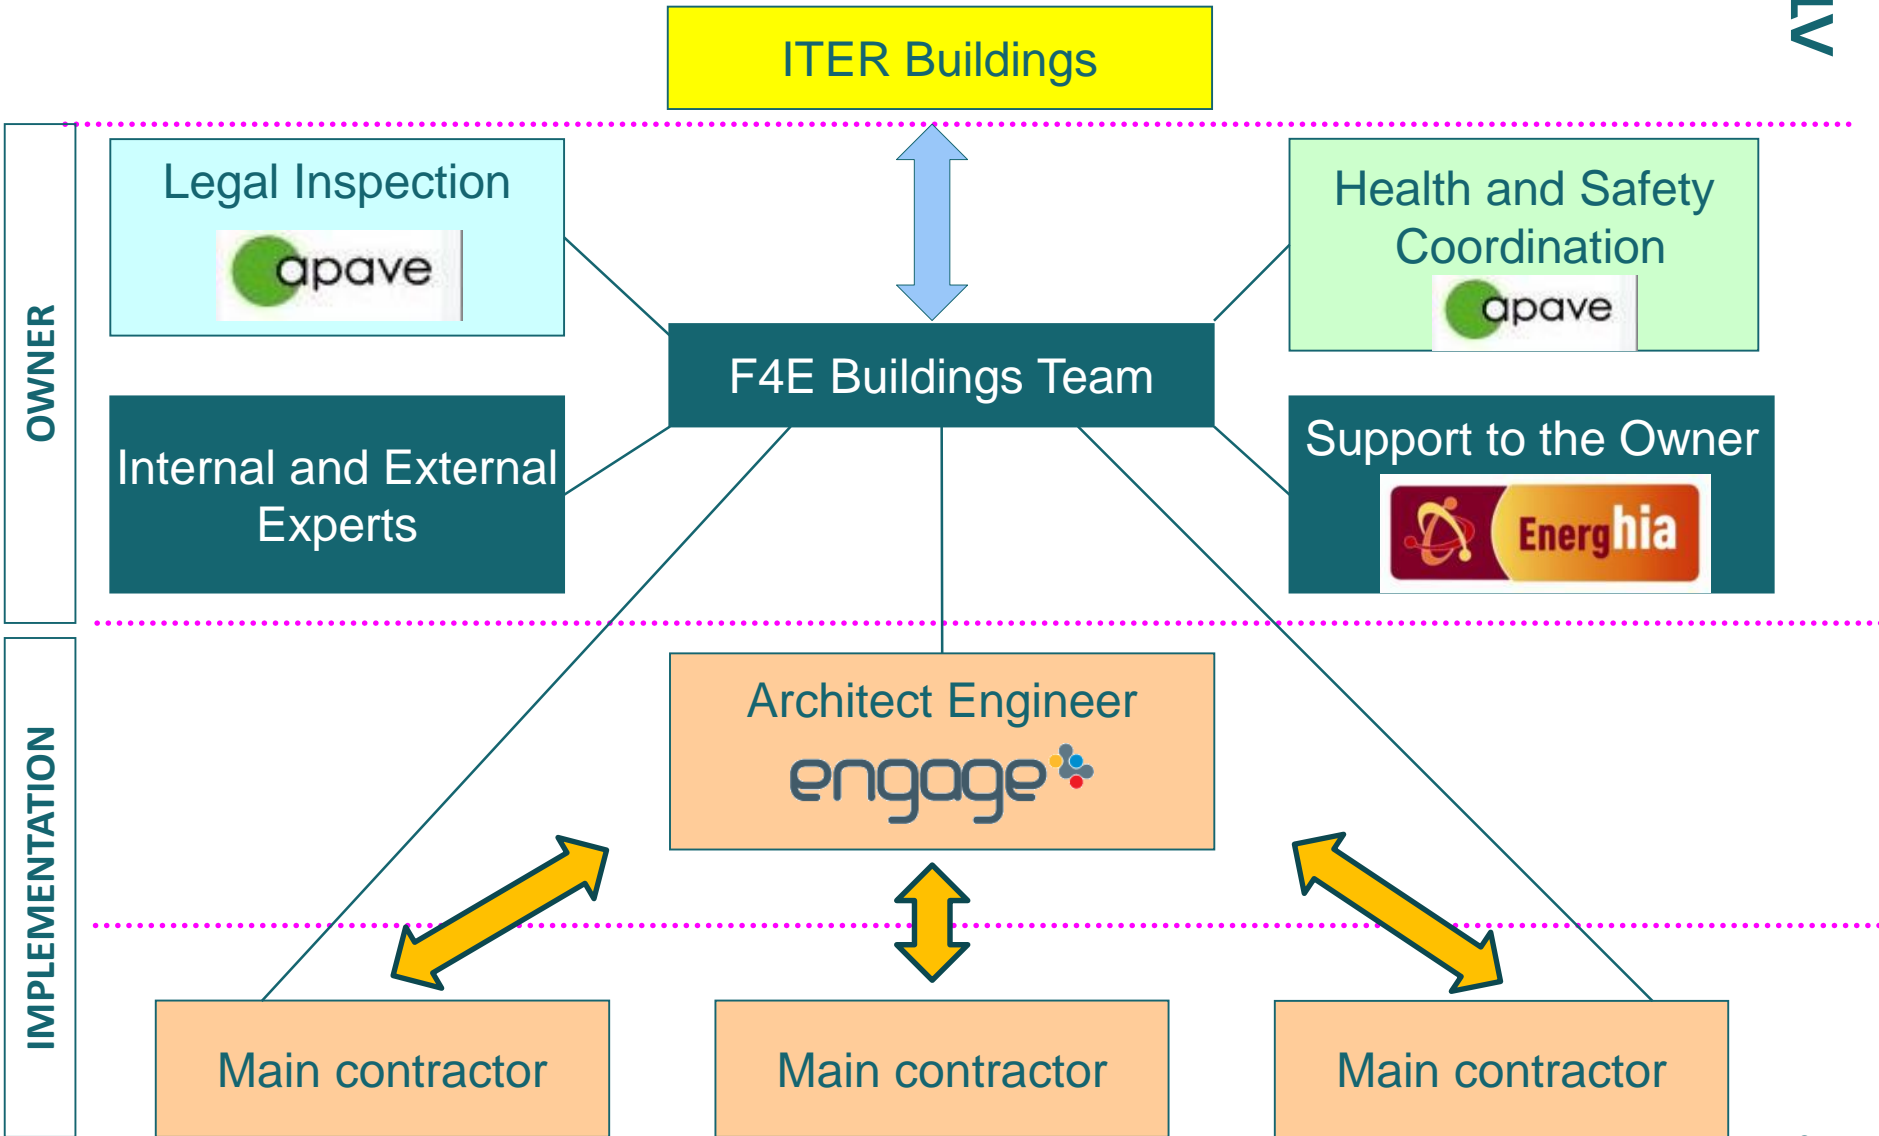 ITER Buildings
OWNER
Legal Inspection
apave
Health and Safety
Coordination
apave
F4E Buildings Team
Internal and External
Experts
Support to the Owner
Energhia
IMPLEMENTATION
Architect Engineer
engage
Main contractor
Main contractor
Main contractor